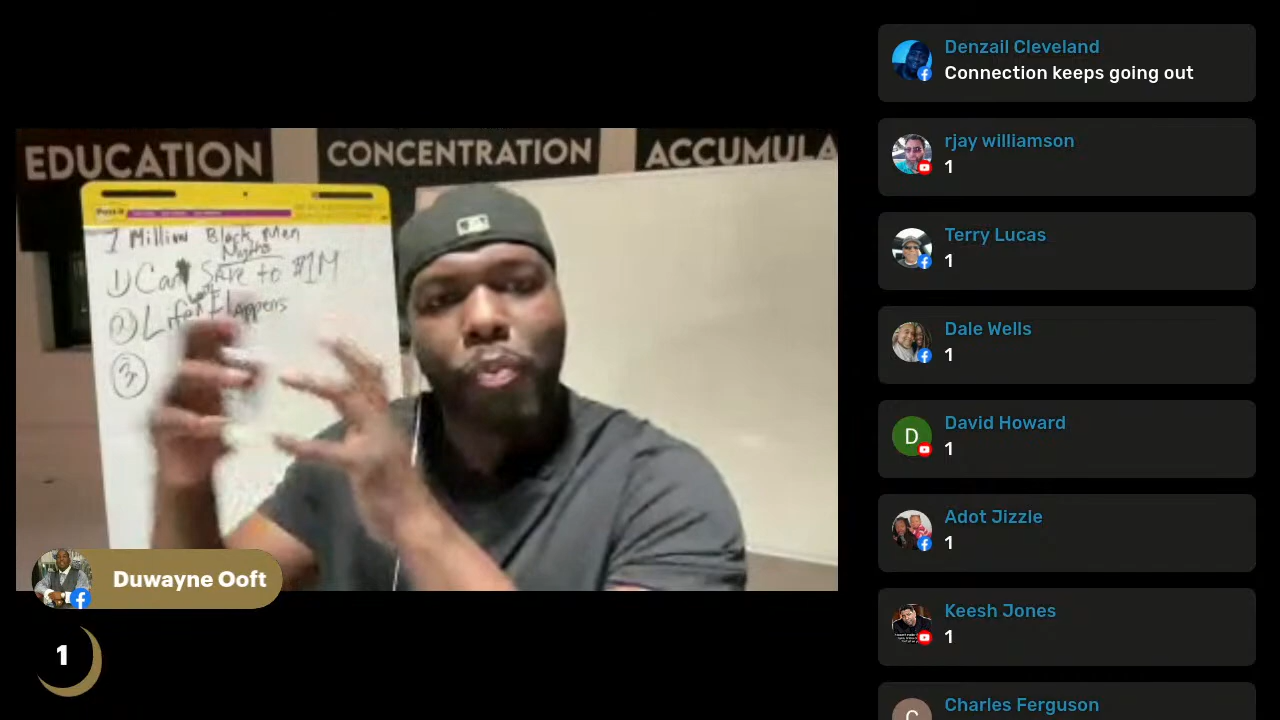 EDUCATION
CONCENTRATION
ACCUMULA
Post-it
1 Million Black Men
Myths
1) Can't SAVE to $1M
2) Life Happens
3
Duwayne Ooft
1
Denzail Cleveland
Connection keeps going out
rjay williamson
1
Terry Lucas
1
Dale Wells
1
David Howard
1
D
Adot Jizzle
1
Keesh Jones
1
Charles Ferguson
C